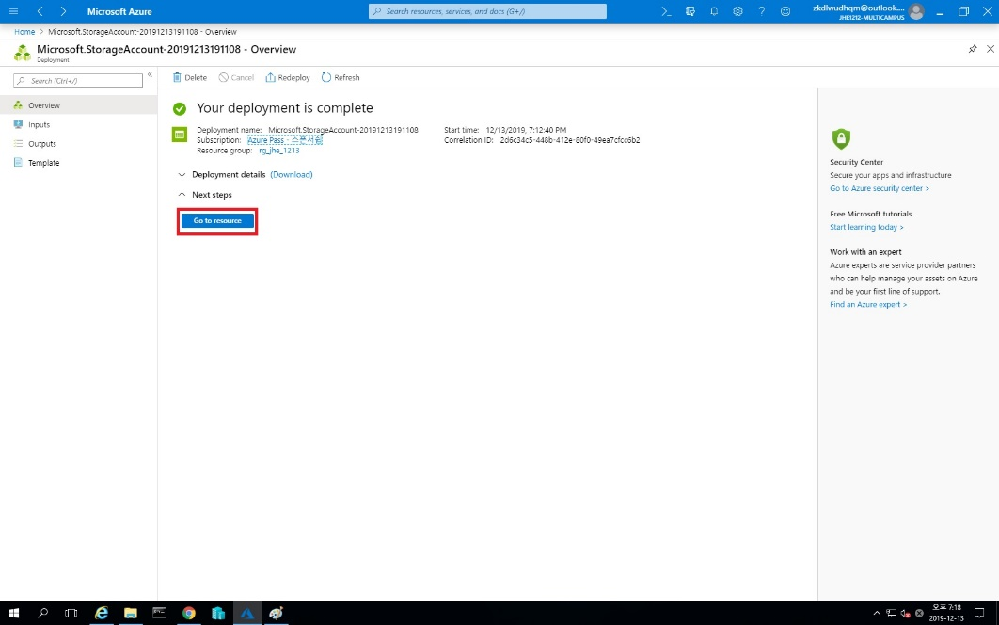 Microsoft Azure
Search resources, services, and docs (G+/)
zkdlwudhqm@outlook....
JHE1212-MULTICAMPUS
Home > Microsoft.StorageAccount-20191213191108 - Overview
Microsoft.StorageAccount-20191213191108 - Overview
Deployment
Search (Ctrl+/)
«
Overview
Inputs
Outputs
Template
Delete Cancel Redeploy Refresh
Your deployment is complete
Deployment name: Microsoft.StorageAccount-20191213191108
Subscription: Azure Pass - 스폰서쉽
Resource group: rg_jhe_1213
Start time: 12/13/2019, 7:12:40 PM
Correlation ID: 2d6c34c5-448b-412e-80f0-49ea7cfcc6b2
Deployment details (Download)
Next steps
Go to resource
Security Center
Secure your apps and infrastructure
Go to Azure security center >
Free Microsoft tutorials
Start learning today >
Work with an expert
Azure experts are service provider partners
who can help manage your assets on Azure
and be your first line of support.
Find an Azure expert >
오후 7:18
2019-12-13